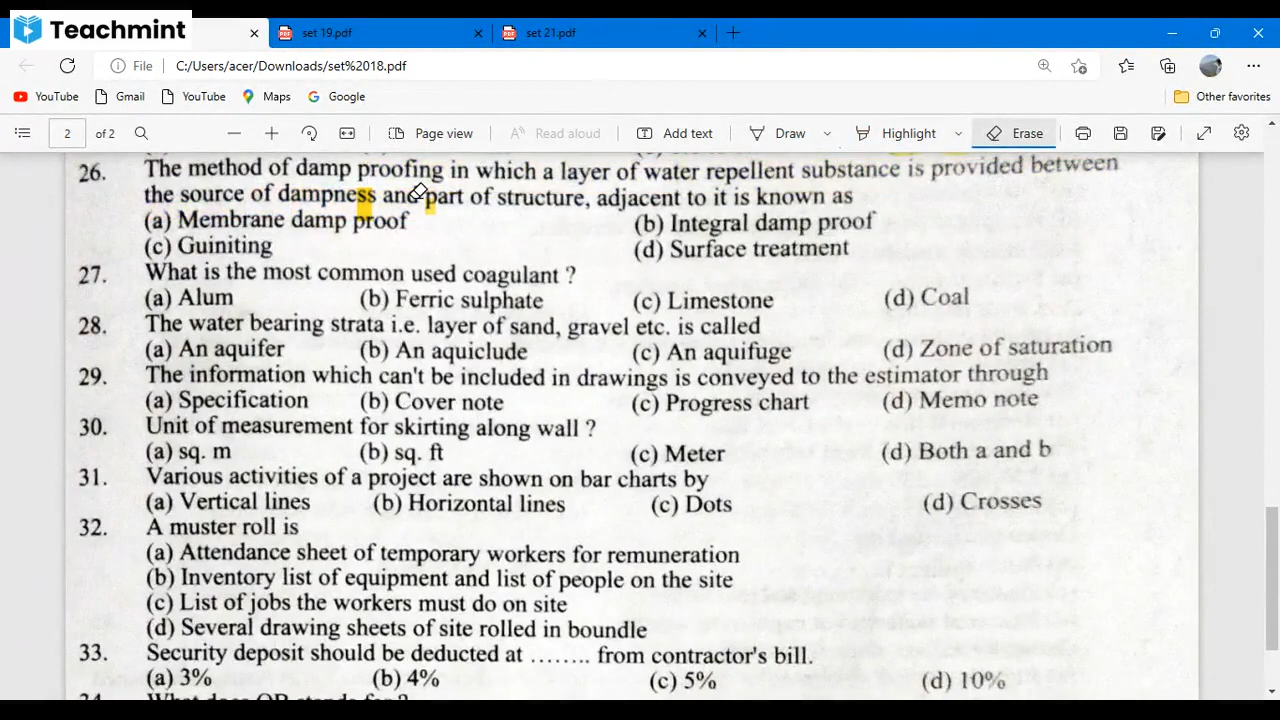 Teachmint
set 19.pdf
set 21.pdf
File C:/Users/acer/Downloads/set%2018.pdf
YouTube Gmail YouTube Maps Google Other favorites
2 of 2 Page view Read aloud Add text Draw Highlight Erase
26. The method of damp proofing in which a layer of water repellent substance is provided between
the source of dampness and part of structure, adjacent to it is known as
(a) Membrane damp proof (b) Integral damp proof
(c) Guiniting (d) Surface treatment
27. What is the most common used coagulant ?
(a) Alum (b) Ferric sulphate (c) Limestone (d) Coal
28. The water bearing strata i.e. layer of sand, gravel etc. is called
(a) An aquifer (b) An aquiclude (c) An aquifuge (d) Zone of saturation
29. The information which can't be included in drawings is conveyed to the estimator through
(a) Specification (b) Cover note (c) Progress chart (d) Memo note
30. Unit of measurement for skirting along wall ?
(a) sq. m (b) sq. ft (c) Meter (d) Both a and b
31. Various activities of a project are shown on bar charts by
(a) Vertical lines (b) Horizontal lines (c) Dots (d) Crosses
32. A muster roll is
(a) Attendance sheet of temporary workers for remuneration
(b) Inventory list of equipment and list of people on the site
(c) List of jobs the workers must do on site
(d) Several drawing sheets of site rolled in boundle
33. Security deposit should be deducted at ........ from contractor's bill.
(a) 3% (b) 4% (c) 5% (d) 10%